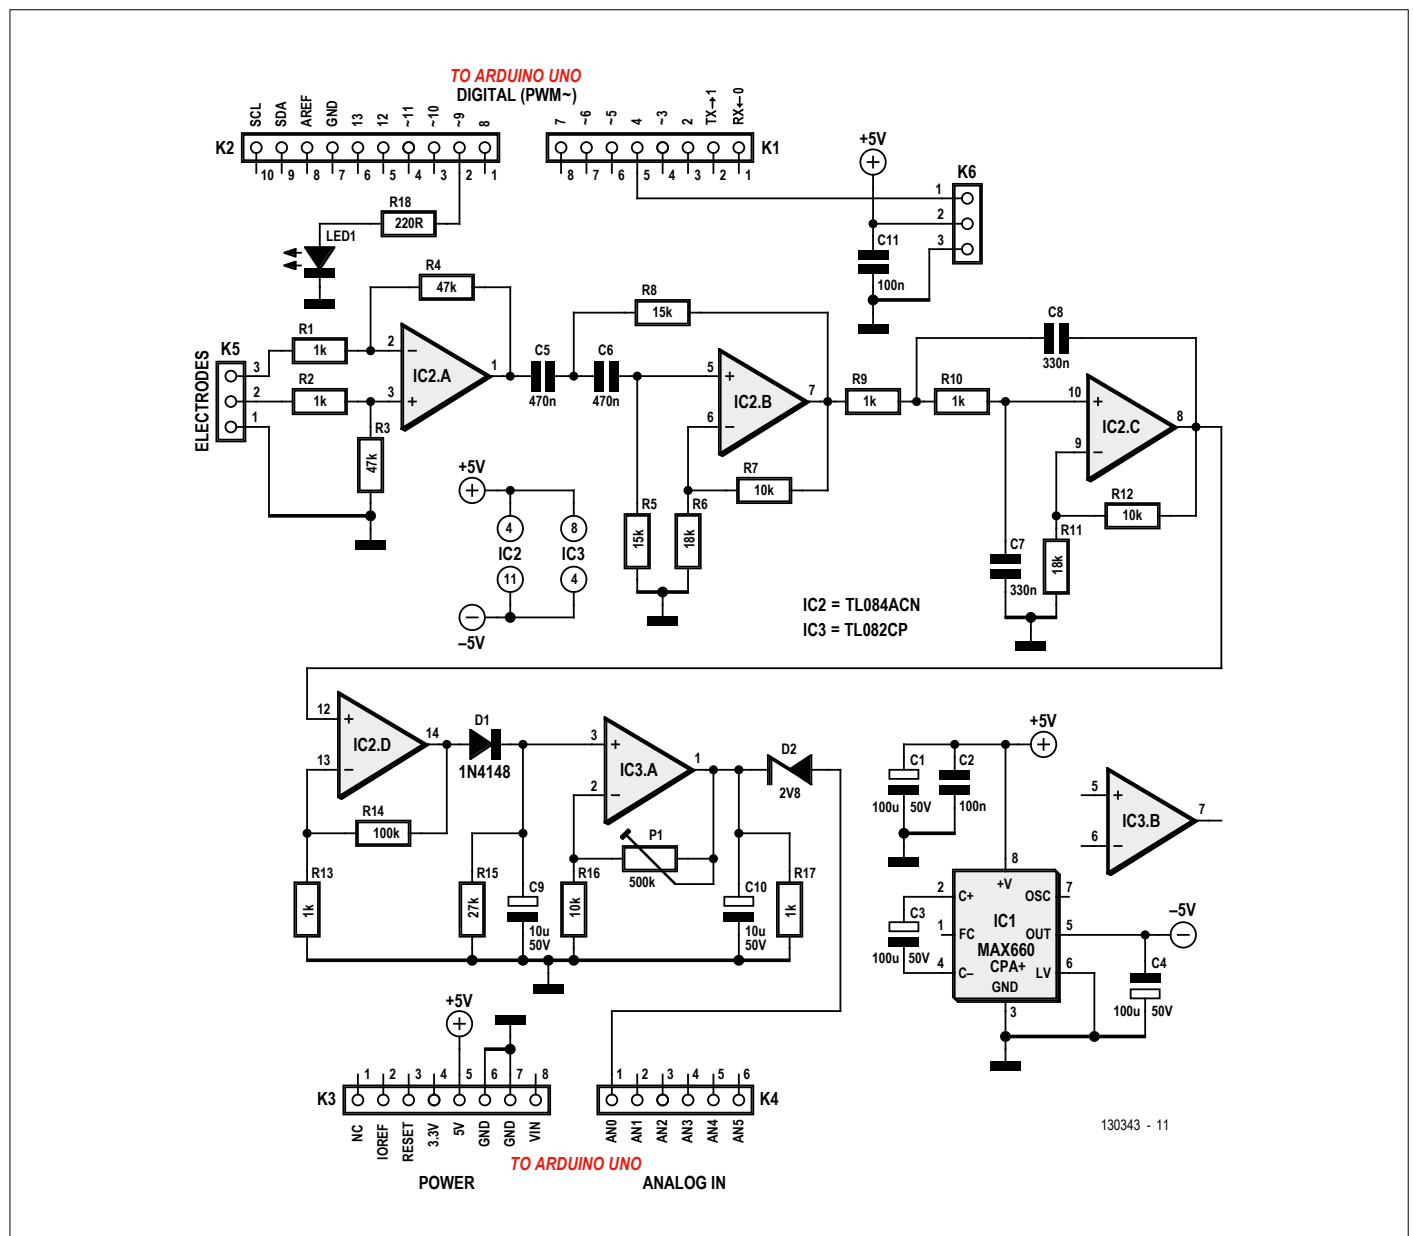 TO ARDUINO UNO
DIGITAL (PWM~)
SCL SDA AREF GND 13 12 ~11 ~10 ~9 8
7 ~6 ~5 4 ~3 2 TX→1 RX←0
K2
K1
10 9 8 7 6 5 4 3 2 1
8 7 6 5 4 3 2 1
+5V
K6
1
2
3
C11
100n
R18
220R
LED1
R4
47k
R8
15k
C8
330n
ELECTRODES
K5
3
2
1
R1
1k
R2
1k
R3
47k
2
3
1
IC2.A
C5
470n
C6
470n
5
6
7
IC2.B
R9
1k
R10
1k
10
9
8
IC2.C
R7
10k
R12
10k
R5
15k
R6
18k
C7
330n
R11
18k
+5V
4 8
IC2 IC3
11 4
–5V
IC2 = TL084ACN
IC3 = TL082CP
12
13
14
IC2.D
D1
1N4148
3
2
1
IC3.A
D2
2V8
R14
100k
P1
500k
R13
1k
R15
27k
C9
10u
50V
R16
10k
C10
10u
50V
R17
1k
+5V
C1
100u 50V
C2
100n
5
6
7
IC3.B
8
+V
2 C+
OSC 7
IC1
1 FC
OUT 5
MAX660
CPA+
4 C–
LV 6
GND
3
C3
100u 50V
–5V
C4
100u 50V
+5V
K3
1 2 3 4 5 6 7 8
NC IOREF RESET 3.3V 5V GND GND VIN
1 2 3 4 5 6
K4
AN0 AN1 AN2 AN3 AN4 AN5
TO ARDUINO UNO
POWER
ANALOG IN
130343 - 11